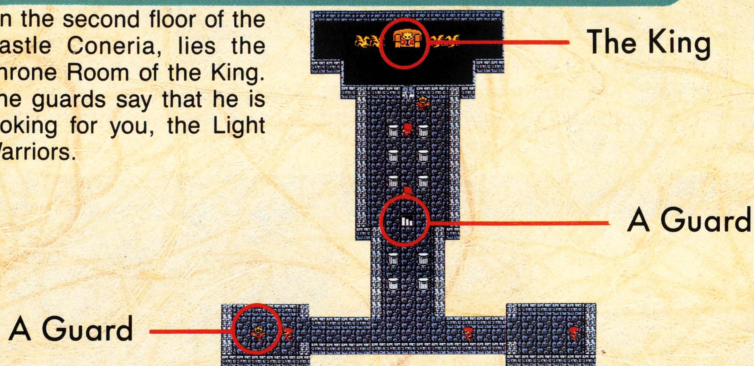 n the second floor of the
astle Coneria, lies the
hrone Room of the King.
he guards say that he is
oking for you, the Light
arriors.
The King
A Guard
A Guard